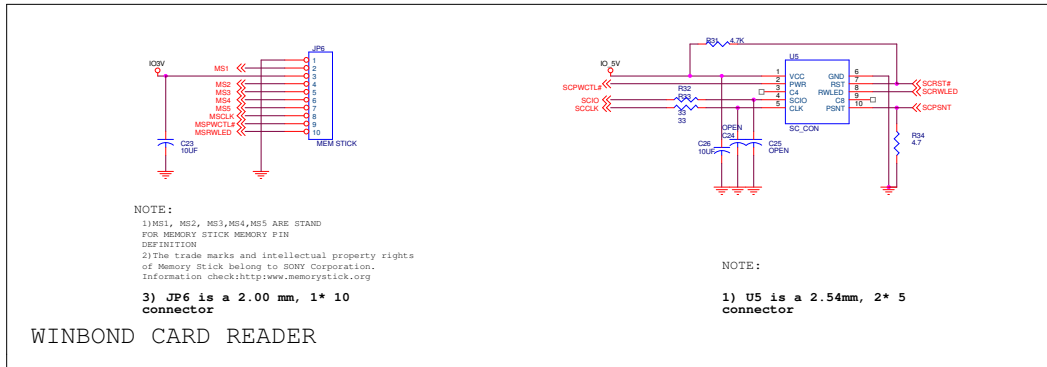 JP6
IO3V
MS1
MS2
MS3
MS4
MS5
MSCLK
MSPWCTL#
MSRWLED
1
2
3
4
5
6
7
8
9
10
MEM STICK
C23
10UF
NOTE:
1)MS1, MS2, MS3,MS4,MS5 ARE STAND
FOR MEMORY STICK MEMORY PIN
DEFINITION
2)The trade marks and intellectual property rights
of Memory Stick belong to SONY Corporation.
Information check:http:www.memorystick.org
3) JP6 is a 2.00 mm, 1* 10
connector
WINBOND CARD READER
R31 4.7K
IO_5V
U5
SCPWCTL#
SCIO
SCCLK
R32
R33
33
33
1 VCC GND 6
2 PWR RST 7
3 C4 RWLED 8
4 SCIO C8 9
5 CLK PSNT 10
SC_CON
SCRST#
SCRWLED
SCPSNT
OPEN
C24
C26
10UF
C25
OPEN
R34
4.7
NOTE:
1) U5 is a 2.54mm, 2* 5
connector